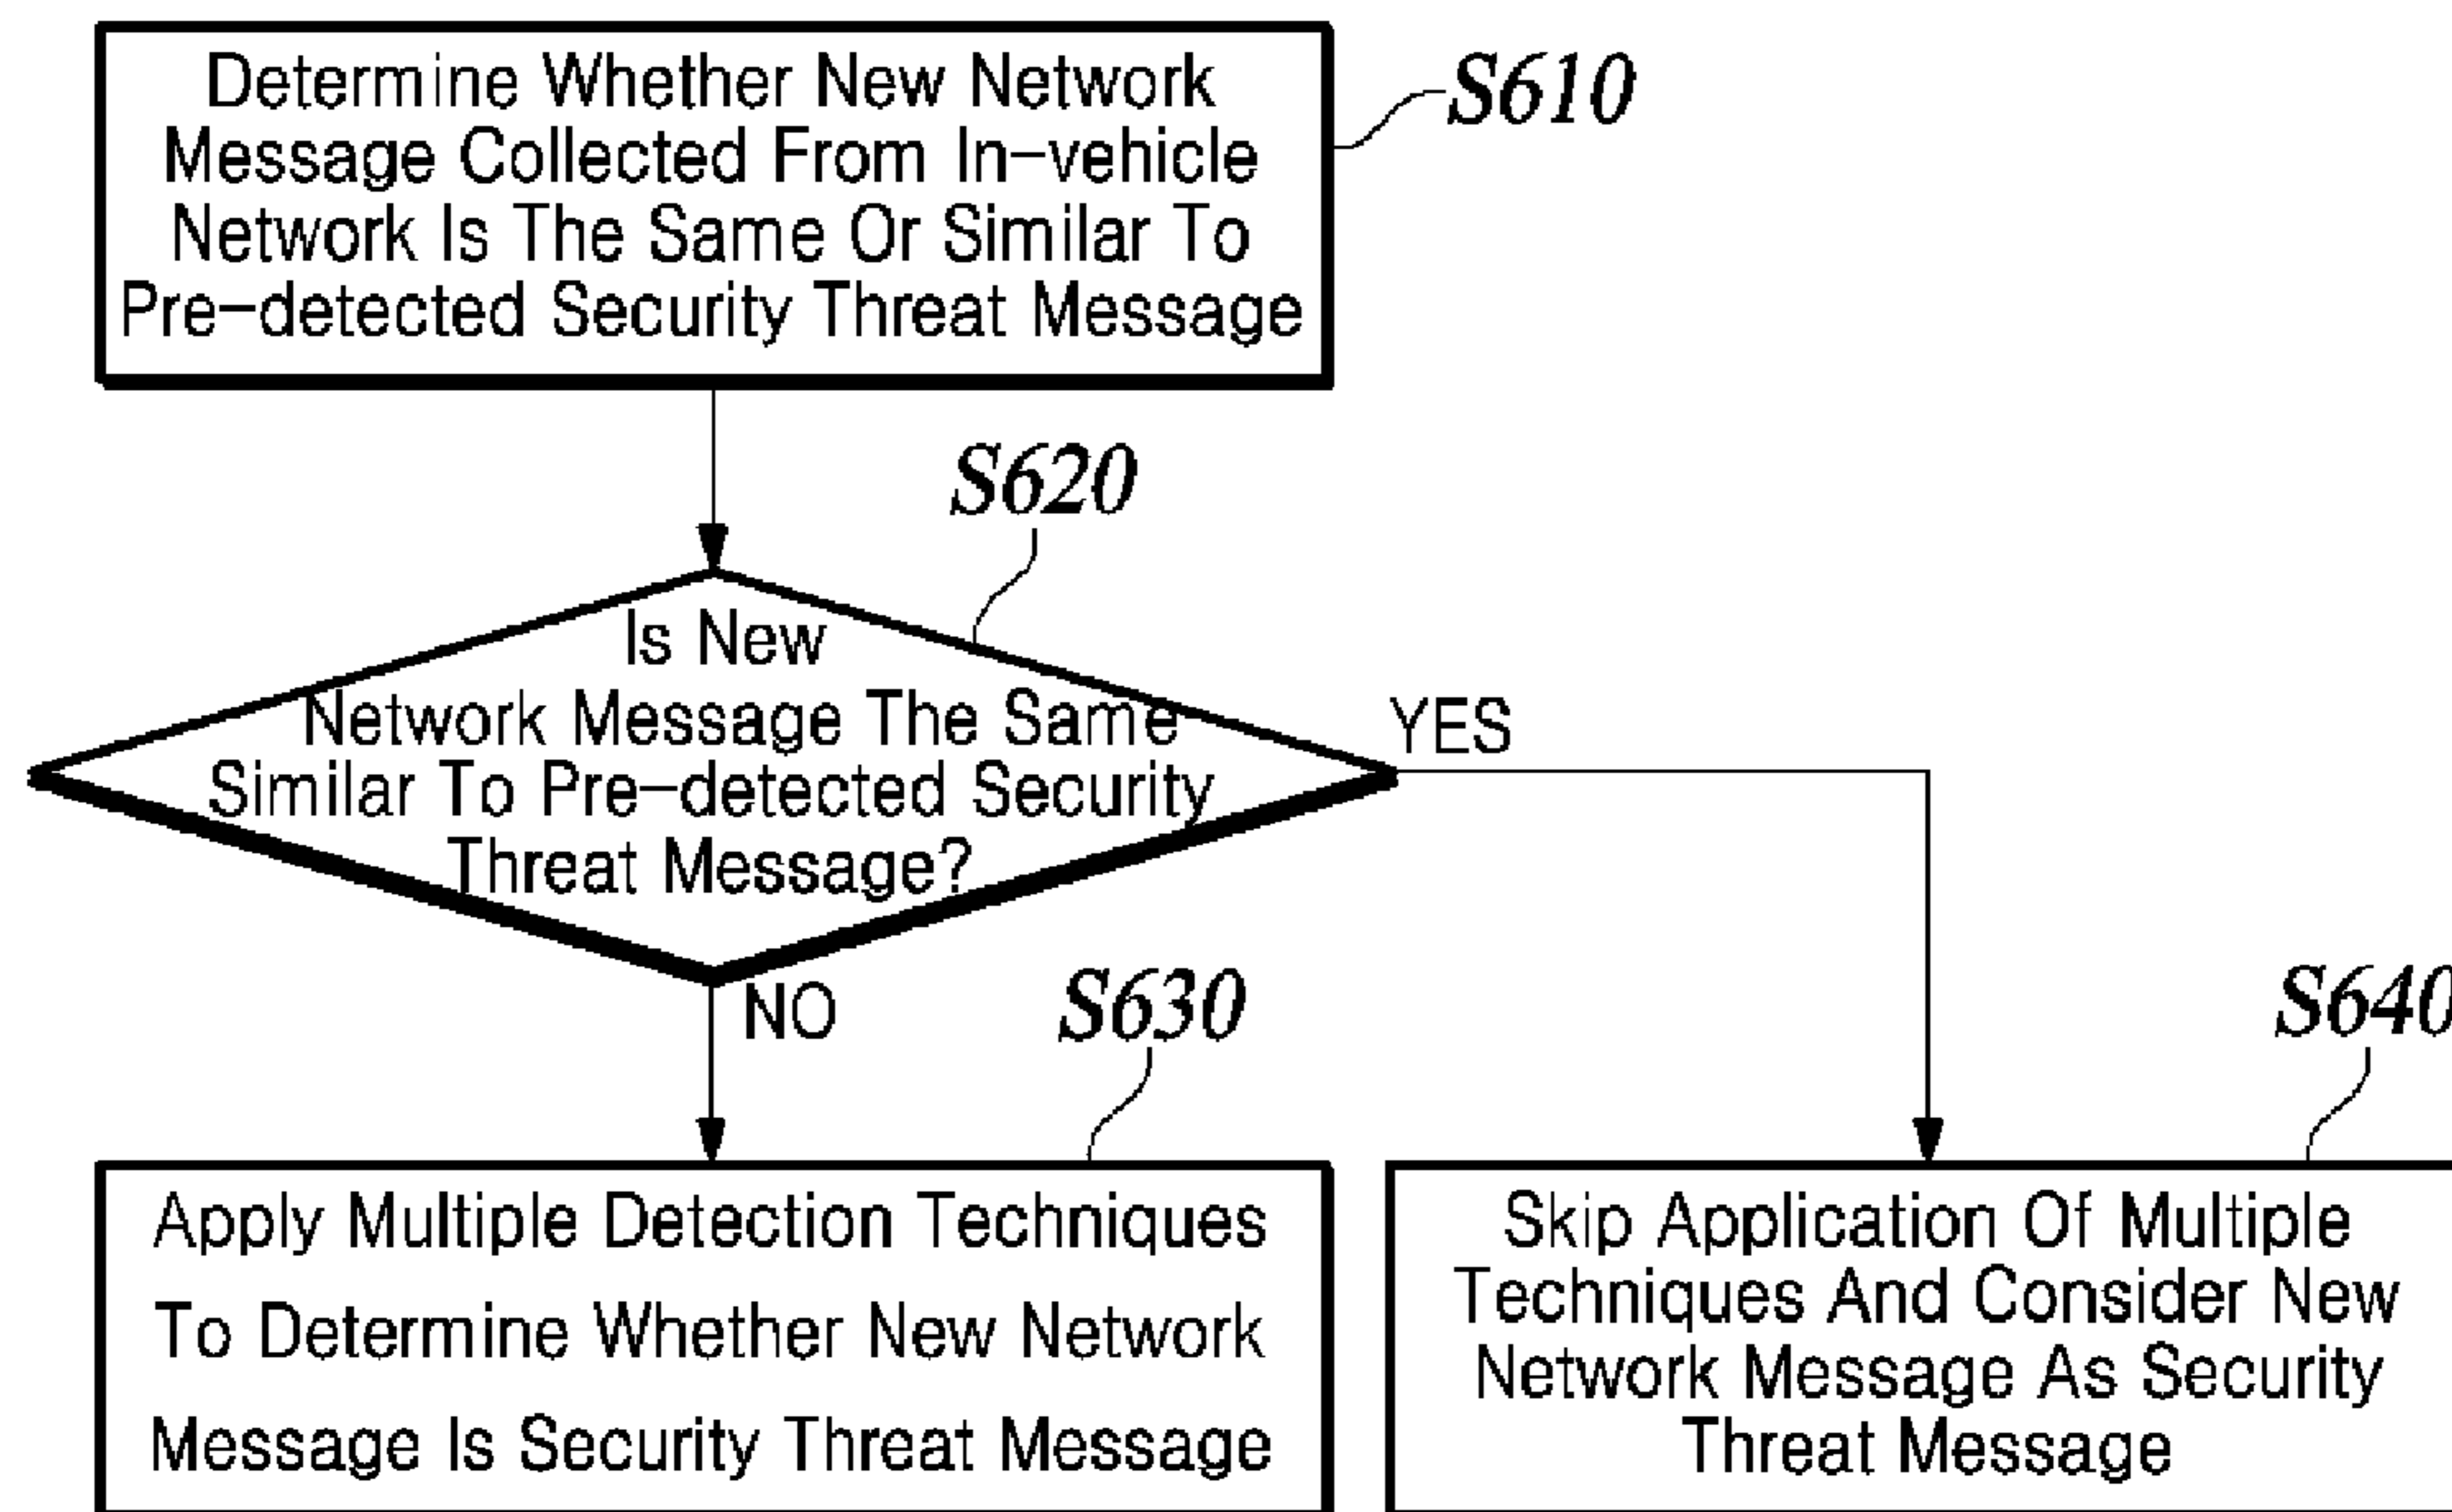 Determine Whether New Network
Message Collected From In-vehicle
Network Is The Same Or Similar To
Pre-detected Security Threat Message
S610
S620
Is New
Network Message The Same
Similar To Pre-detected Security
Threat Message?
YES
NO
S630
S640
Apply Multiple Detection Techniques
To Determine Whether New Network
Message Is Security Threat Message
Skip Application Of Multiple
Techniques And Consider New
Network Message As Security
Threat Message